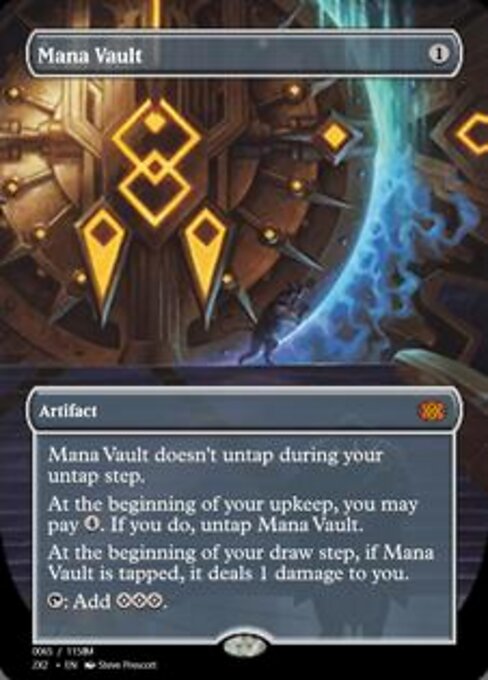 Mana Vault 1
Artifact
Mana Vault doesn't untap during your
untap step.
At the beginning of your upkeep, you may
pay 4. If you do, untap Mana Vault.
At the beginning of your draw step, if Mana
Vault is tapped, it deals 1 damage to you.
: Add .
Steve Prescott
2X2 • EN